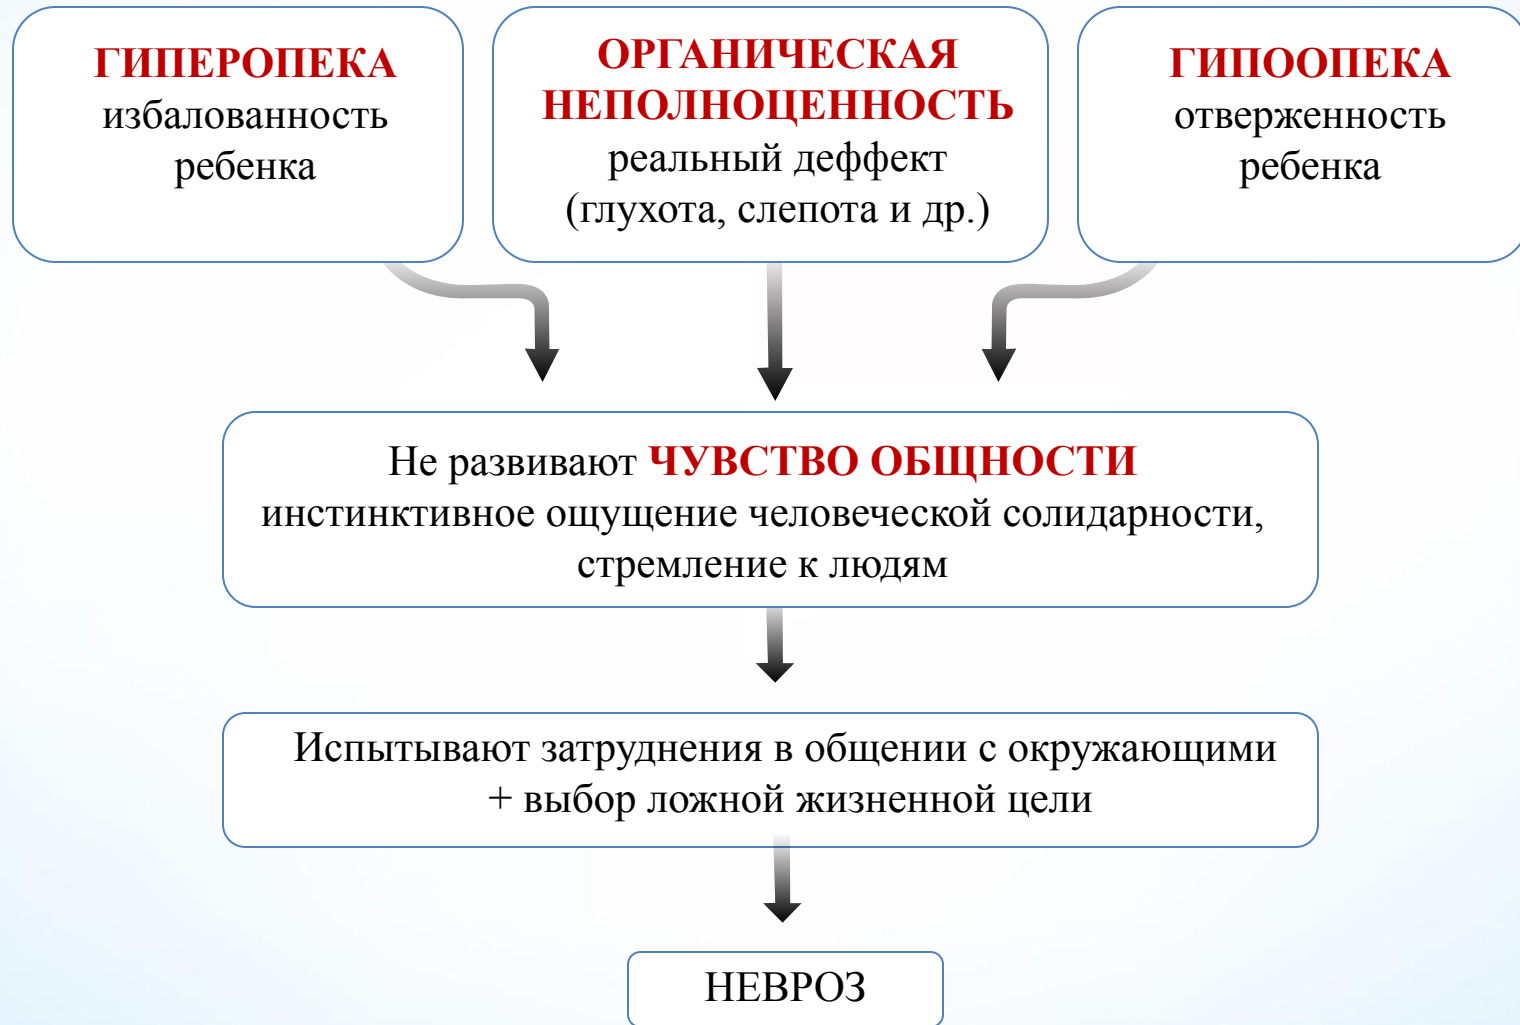 ГИПЕРОПЕКА
избалованность
ребенка
ОРГАНИЧЕСКАЯ
НЕПОЛНОЦЕННОСТЬ
реальный деффект
(глухота, слепота и др.)
ГИПООПЕКА
отверженность
ребенка
Не развивают ЧУВСТВО ОБЩНОСТИ
инстинктивное ощущение человеческой солидарности,
стремление к людям
Испытывают затруднения в общении с окружающими
+ выбор ложной жизненной цели
НЕВРОЗ